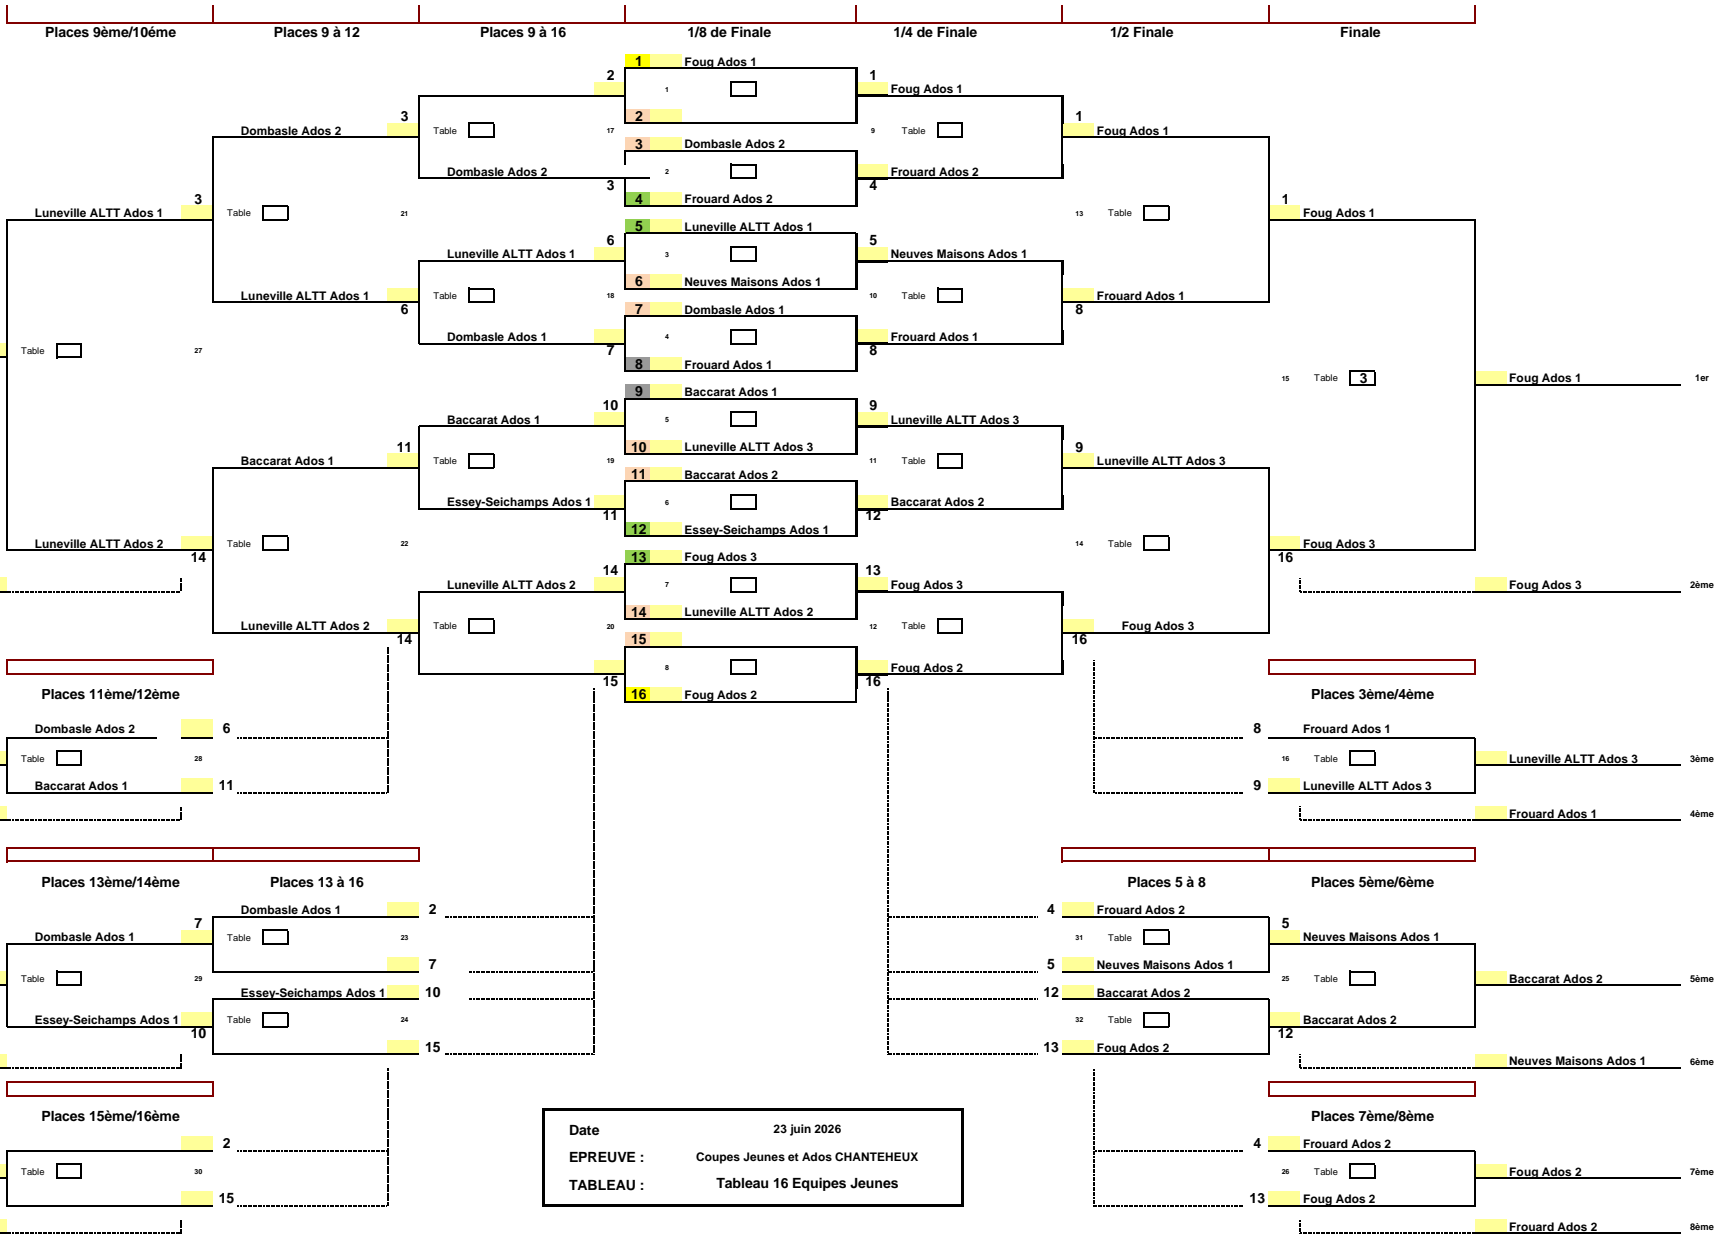 Places 9ème/10éme	Places 9 à 12	Places 9 à 16	1/8 de Finale	1/4 de Finale	1/2 Finale	Finale
1	Foug Ados 1
2	1
1	Foug Ados 1
3	2	1
Dombasle Ados 2	Table	17	9	Table	Foug Ados 1
3	Dombasle Ados 2
Dombasle Ados 2	2	Frouard Ados 2
3	4
3	4	Frouard Ados 2	1
Luneville ALTT Ados 1	Table	21	13	Table	Foug Ados 1
5	Luneville ALTT Ados 1
6	5
Luneville ALTT Ados 1	3	Neuves Maisons Ados 1
6	Neuves Maisons Ados 1
Luneville ALTT Ados 1	Table	18	10	Table	Frouard Ados 1
6	7	Dombasle Ados 1	8
Dombasle Ados 1	4	Frouard Ados 1
Table	27	7	8
8	Frouard Ados 1
15	Table	3	Foug Ados 1	1er
9	Baccarat Ados 1
10	9
Baccarat Ados 1	5	Luneville ALTT Ados 3
11	10	Luneville ALTT Ados 3	9
Baccarat Ados 1	Table	19	11	Table	Luneville ALTT Ados 3
11	Baccarat Ados 2
Essey-Seichamps Ados 1	6	Baccarat Ados 2
11	12
12	Essey-Seichamps Ados 1
Luneville ALTT Ados 2	Table	22	14	Table	Foug Ados 3
14	13	Foug Ados 3	16
14	13
Luneville ALTT Ados 2	7	Foug Ados 3	Foug Ados 3	2ème
14	Luneville ALTT Ados 2
Luneville ALTT Ados 2	Table	20	12	Table	Foug Ados 3
14	15	16
8	Foug Ados 2
15	16
Places 11ème/12ème	16	Foug Ados 2	Places 3ème/4ème
Dombasle Ados 2	6	8	Frouard Ados 1
Table	28	16	Table	Luneville ALTT Ados 3	3ème
Baccarat Ados 1	11	9	Luneville ALTT Ados 3
Frouard Ados 1	4ème
Places 13ème/14ème	Places 13 à 16	Places 5 à 8	Places 5ème/6ème
Dombasle Ados 1	2	4	Frouard Ados 2
7	5
Dombasle Ados 1	Table	23	31	Table	Neuves Maisons Ados 1
7	5	Neuves Maisons Ados 1
Table	29	25	Table	Baccarat Ados 2	5ème
Essey-Seichamps Ados 1	10	12	Baccarat Ados 2
Essey-Seichamps Ados 1	Table	24	32	Table	Baccarat Ados 2
10	12
15	13	Foug Ados 2
Neuves Maisons Ados 1	6ème
Places 15ème/16ème	Places 7ème/8ème
Date	23 juin 2026
2	4	Frouard Ados 2
EPREUVE :	Coupes Jeunes et Ados CHANTEHEUX
Table	30	26	Table	Foug Ados 2	7ème
TABLEAU :	Tableau 16 Equipes Jeunes
15	13	Foug Ados 2
Frouard Ados 2	8ème